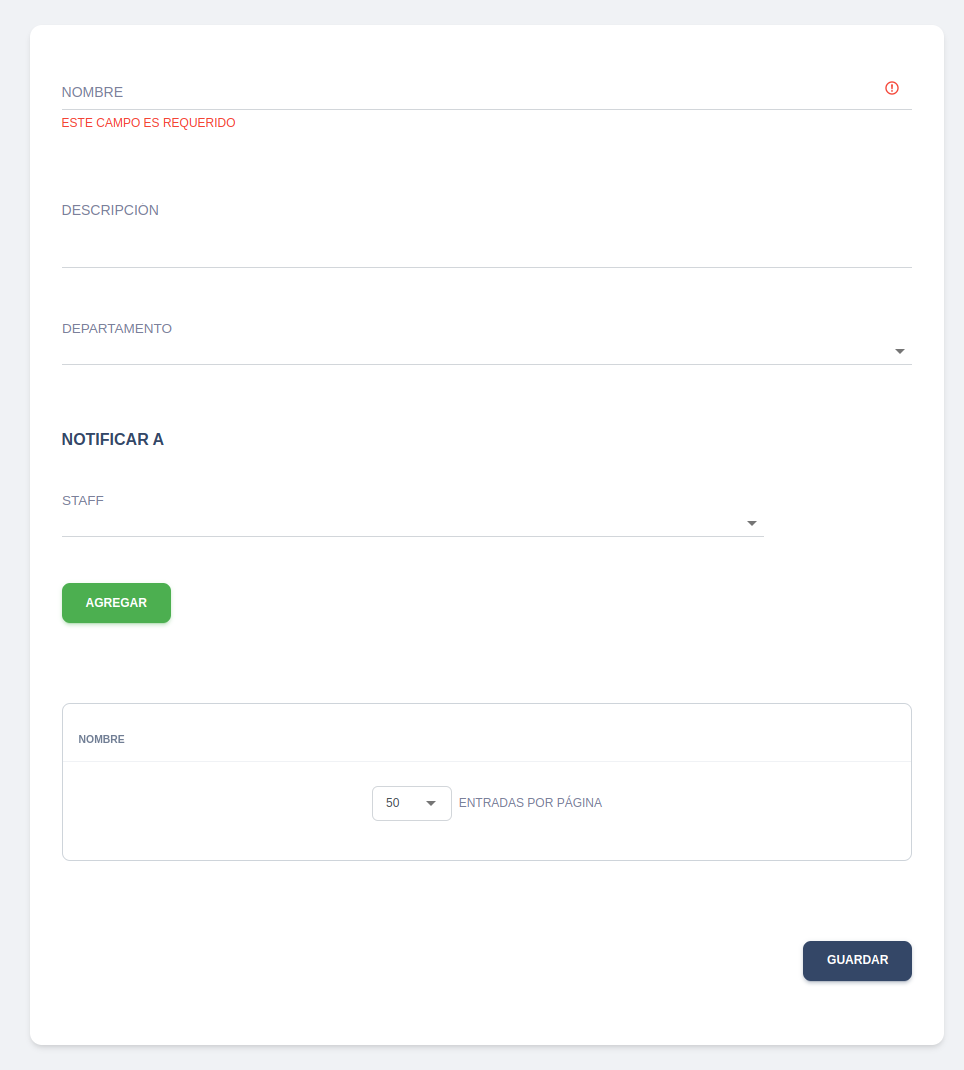 NOMBRE
ESTE CAMPO ES REQUERIDO
DESCRIPCION
DEPARTAMENTO
NOTIFICAR A
STAFF
AGREGAR
NOMBRE
50 ENTRADAS POR PÁGINA
GUARDAR